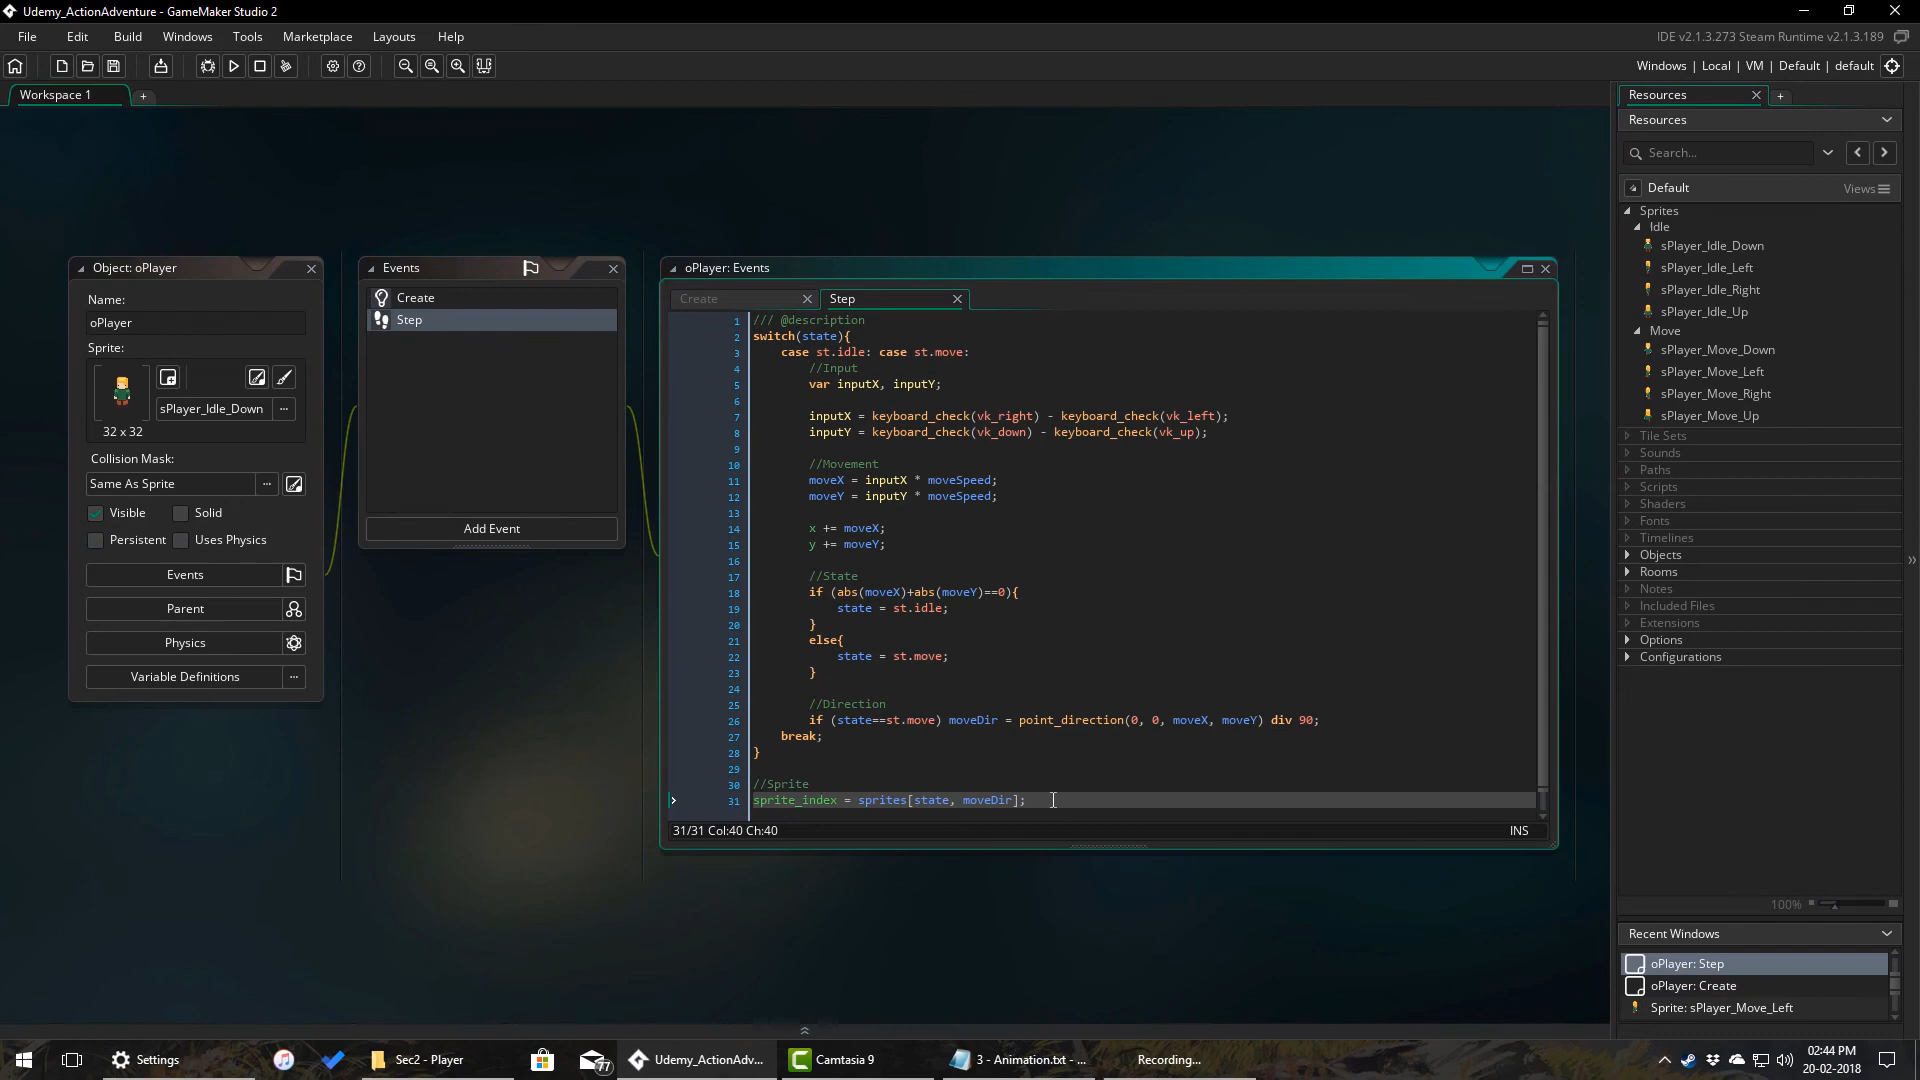 Udemy_ActionAdventure - GameMaker Studio 2
File Edit Build Windows Tools Marketplace Layouts Help
IDE v2.1.3.273 Steam Runtime v2.1.3.189
Windows | Local | VM | Default | default
Workspace 1
Object: oPlayer
Name:
oPlayer
Sprite:
sPlayer_Idle_Down
32 x 32
Collision Mask:
Same As Sprite
Visible Solid
Persistent Uses Physics
Events
Parent
Physics
Variable Definitions
Events
Create
Step
Add Event
oPlayer: Events
Create Step
1 /// @description
2 switch(state){
3 case st.idle: case st.move:
4 //Input
5 var inputX, inputY;
6
7 inputX = keyboard_check(vk_right) - keyboard_check(vk_left);
8 inputY = keyboard_check(vk_down) - keyboard_check(vk_up);
9
10 //Movement
11 moveX = inputX * moveSpeed;
12 moveY = inputY * moveSpeed;
13
14 x += moveX;
15 y += moveY;
16
17 //State
18 if (abs(moveX)+abs(moveY)==0){
19 state = st.idle;
20 }
21 else{
22 state = st.move;
23 }
24
25 //Direction
26 if (state==st.move) moveDir = point_direction(0, 0, moveX, moveY) div 90;
27 break;
28 }
29
30 //Sprite
31 sprite_index = sprites[state, moveDir];
31/31 Col:40 Ch:40 INS
Resources
Resources
Search...
Default Views
Sprites
Idle
sPlayer_Idle_Down
sPlayer_Idle_Left
sPlayer_Idle_Right
sPlayer_Idle_Up
Move
sPlayer_Move_Down
sPlayer_Move_Left
sPlayer_Move_Right
sPlayer_Move_Up
Tile Sets
Sounds
Paths
Scripts
Shaders
Fonts
Timelines
Objects
Rooms
Notes
Included Files
Extensions
Options
Configurations
100%
Recent Windows
oPlayer: Step
oPlayer: Create
Sprite: sPlayer_Move_Left
Settings
Sec2 - Player
77
Udemy_ActionAdv...
Camtasia 9
3 - Animation.txt - ...
Recording...
02:44 PM
20-02-2018